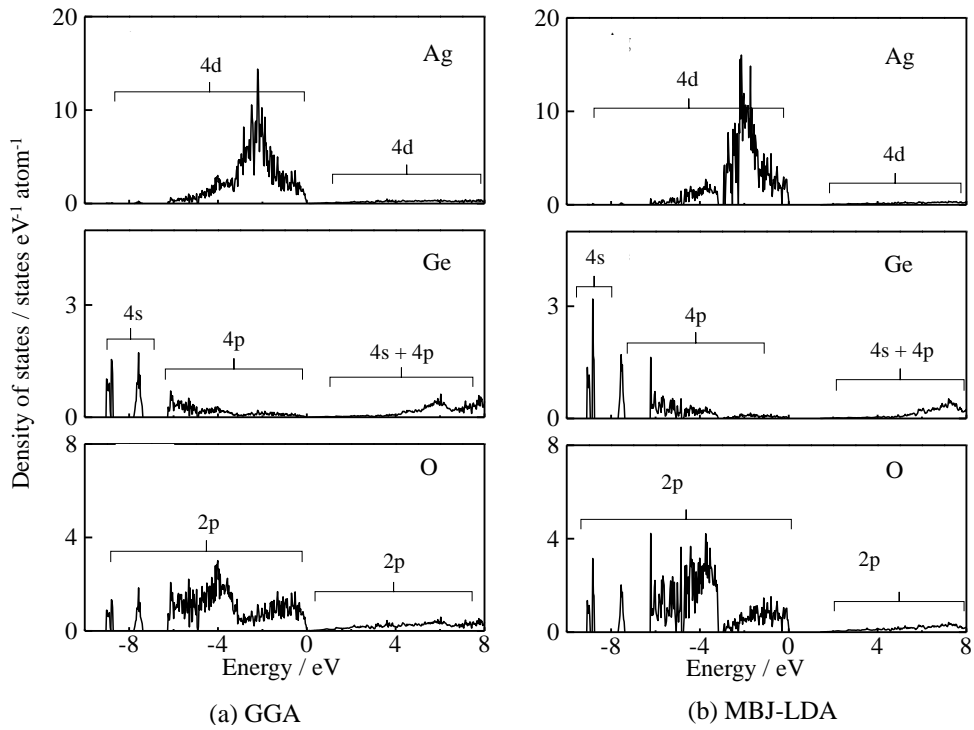 Density of states / states eV⁻¹ atom⁻¹
20
Ag
4d
10
4d
0
Ge
4s
3
4p
4s + 4p
0
8
O
2p
4
2p
0
-8
-4
0
4
8
Energy / eV
(a) GGA
20
Ag
4d
10
4d
0
Ge
4s
3
4p
4s + 4p
0
8
O
2p
4
2p
0
-8
-4
0
4
8
Energy / eV
(b) MBJ-LDA